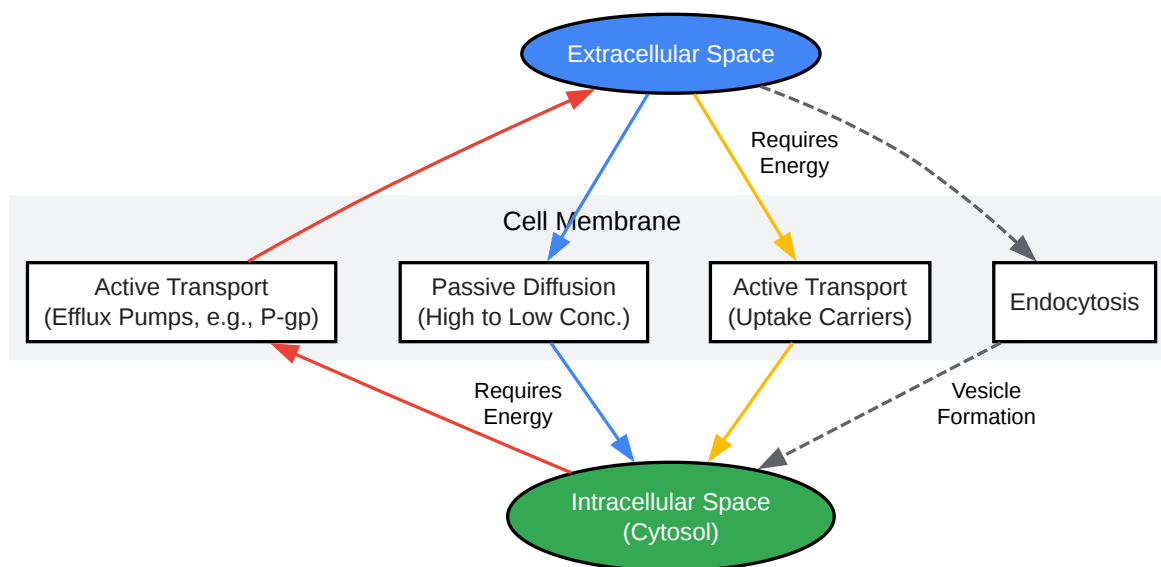 Extracellular Space
Requires
Energy
Cell Membrane
Active Transport
(Efflux Pumps, e.g., P-gp)
Passive Diffusion
(High to Low Conc.)
Active Transport
(Uptake Carriers)
Endocytosis
Requires
Energy
Vesicle
Formation
Intracellular Space
(Cytosol)